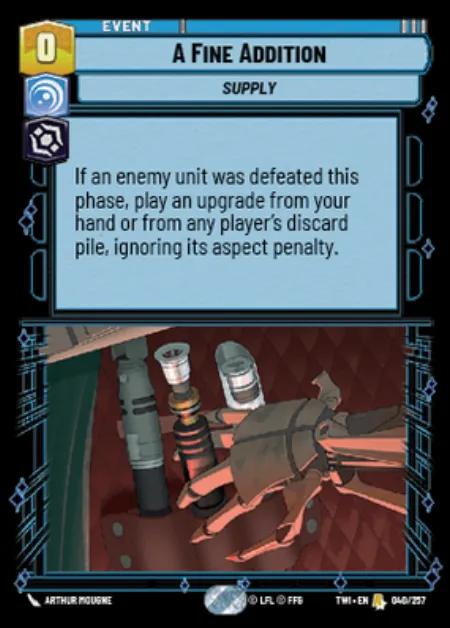 EVENT
0
A FINE ADDITION
SUPPLY
If an enemy unit was defeated this
phase, play an upgrade from your
hand or from any player's discard
pile, ignoring its aspect penalty.
ARTHUR MOUGNE
© LFL © FFG
TWI • EN 040/257